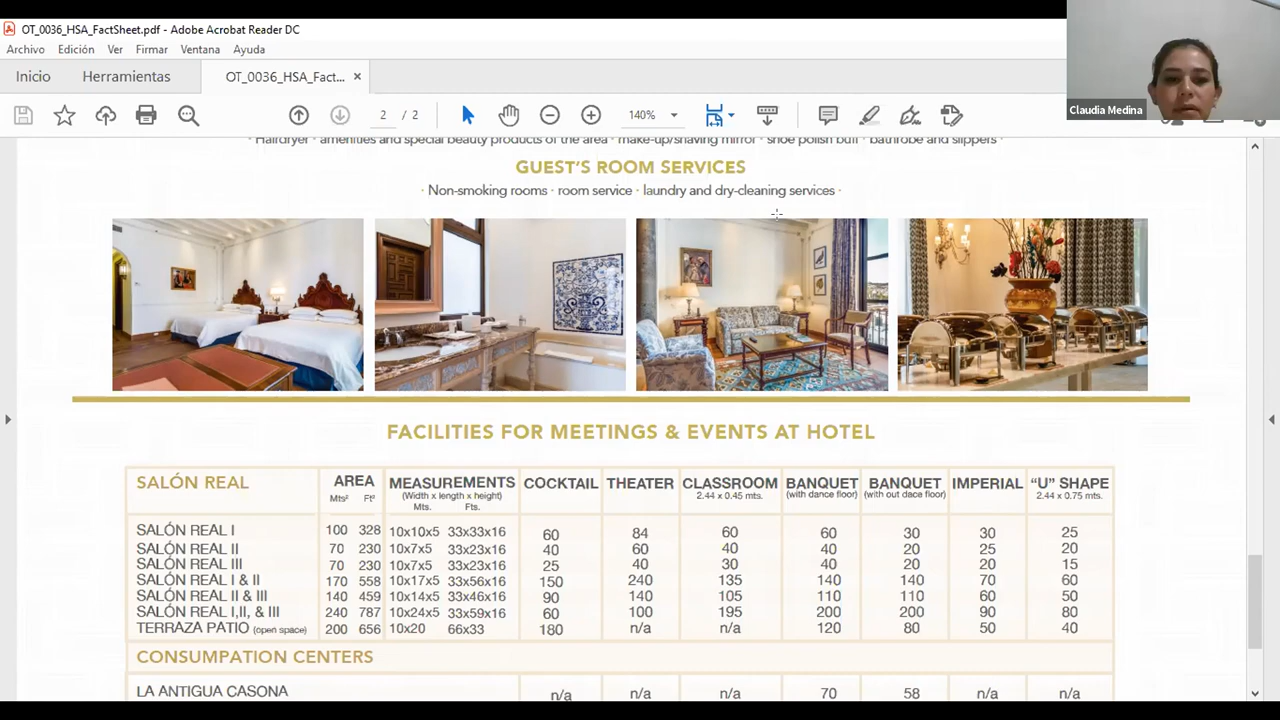 OT_0036_HSA_FactSheet.pdf - Adobe Acrobat Reader DC
Archivo Edición Ver Firmar Ventana Ayuda
Inicio Herramientas OT_0036_HSA_Fact... ×
2 / 2 140%
Claudia Medina
· Hairdryer · amenities and special beauty products of the area · make-up/shaving mirror · shoe polish buff · bathrobe and slippers ·
GUEST'S ROOM SERVICES
· Non-smoking rooms · room service · laundry and dry-cleaning services ·
FACILITIES FOR MEETINGS & EVENTS AT HOTEL
SALÓN REAL AREA MEASUREMENTS COCKTAIL THEATER CLASSROOM BANQUET BANQUET IMPERIAL "U" SHAPE
Mts² Ft² (Width x length x height) 2.44 x 0.45 mts. (with dance floor) (with out dace floor) 2.44 x 0.75 mts.
Mts. Fts.
SALÓN REAL I 100 328 10x10x5 33x33x16 60 84 60 60 30 30 25
SALÓN REAL II 70 230 10x7x5 33x23x16 40 60 40 40 20 25 20
SALÓN REAL III 70 230 10x7x5 33x23x16 25 40 30 40 20 20 15
SALÓN REAL I & II 170 558 10x17x5 33x56x16 150 240 135 140 140 70 60
SALÓN REAL II & III 140 459 10x14x5 33x46x16 90 140 105 110 110 60 50
SALÓN REAL I,II, & III 240 787 10x24x5 33x59x16 60 100 195 200 200 90 80
TERRAZA PATIO (open space) 200 656 10x20 66x33 180 n/a n/a 120 80 50 40
CONSUMPATION CENTERS
LA ANTIGUA CASONA n/a n/a n/a 70 58 n/a n/a